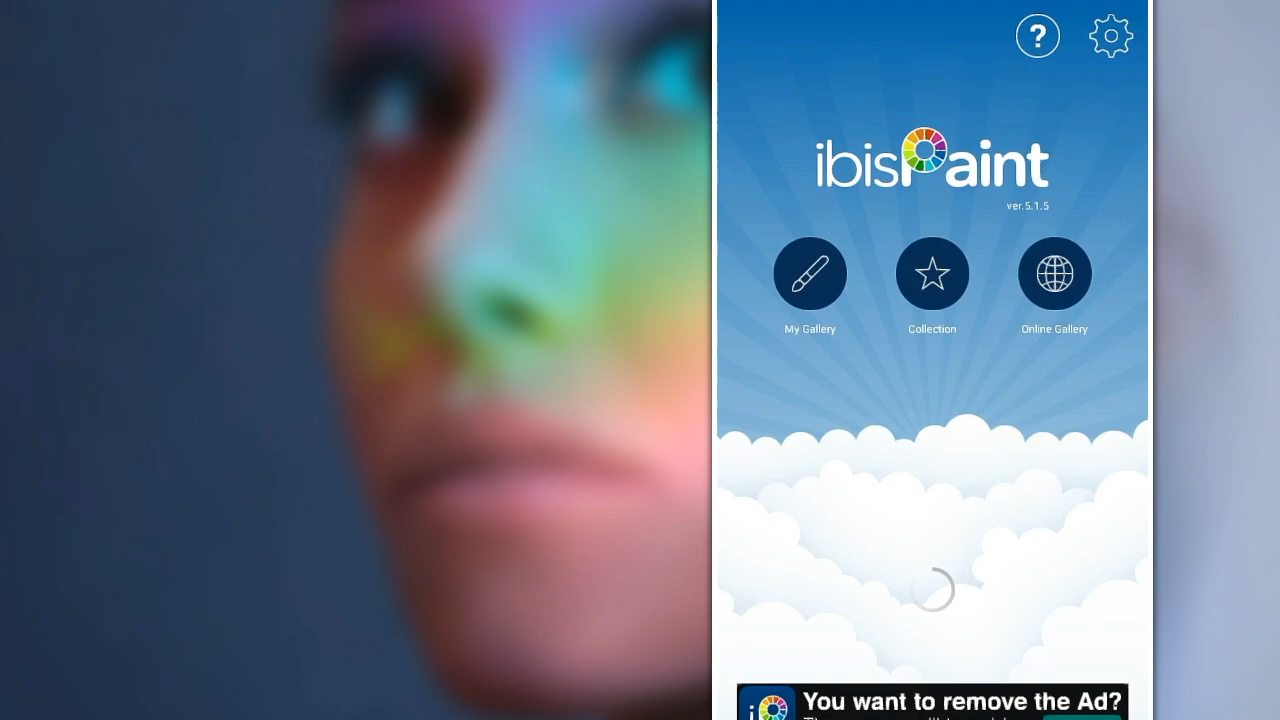 ?
ibisPaint
ver.5.1.5
My Gallery
Collection
Online Gallery
You want to remove the Ad?